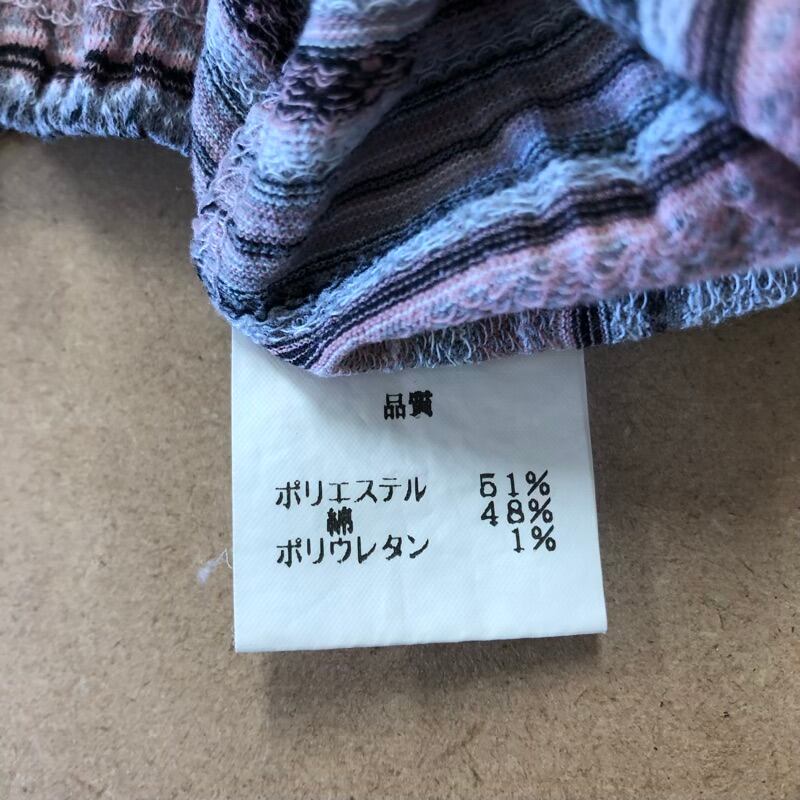 品質
ポリエステル 51%
綿 48%
ポリウレタン 1%